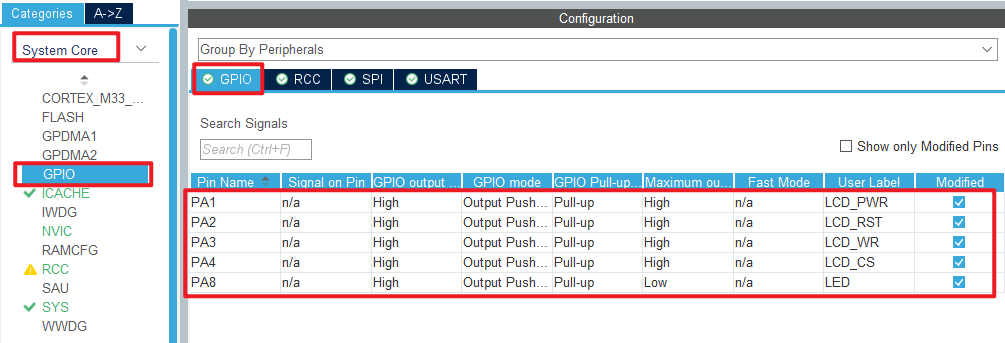 Categories A->Z
System Core
CORTEX_M33_...
FLASH
GPDMA1
GPDMA2
GPIO
ICACHE
IWDG
NVIC
RAMCFG
RCC
SAU
SYS
WWDG
Configuration
Group By Peripherals
GPIO RCC SPI USART
Search Signals
Search (Ctrl+F)
Show only Modified Pins
Pin Name Signal on Pin GPIO output ... GPIO mode GPIO Pull-up... Maximum ou... Fast Mode User Label Modified
PA1 n/a High Output Push... Pull-up High n/a LCD_PWR
PA2 n/a High Output Push... Pull-up High n/a LCD_RST
PA3 n/a High Output Push... Pull-up High n/a LCD_WR
PA4 n/a High Output Push... Pull-up High n/a LCD_CS
PA8 n/a High Output Push... Pull-up Low n/a LED